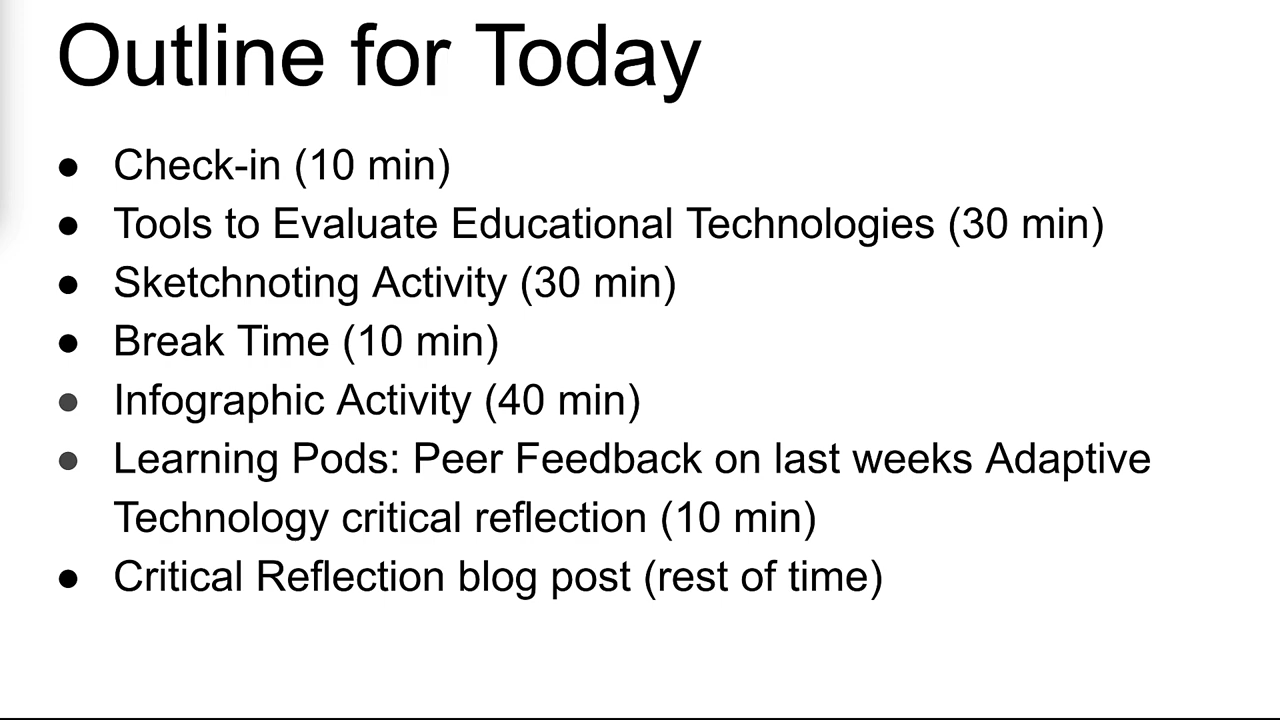 Outline for Today
● Check-in (10 min)
● Tools to Evaluate Educational Technologies (30 min)
● Sketchnoting Activity (30 min)
● Break Time (10 min)
● Infographic Activity (40 min)
● Learning Pods: Peer Feedback on last weeks Adaptive
Technology critical reflection (10 min)
● Critical Reflection blog post (rest of time)